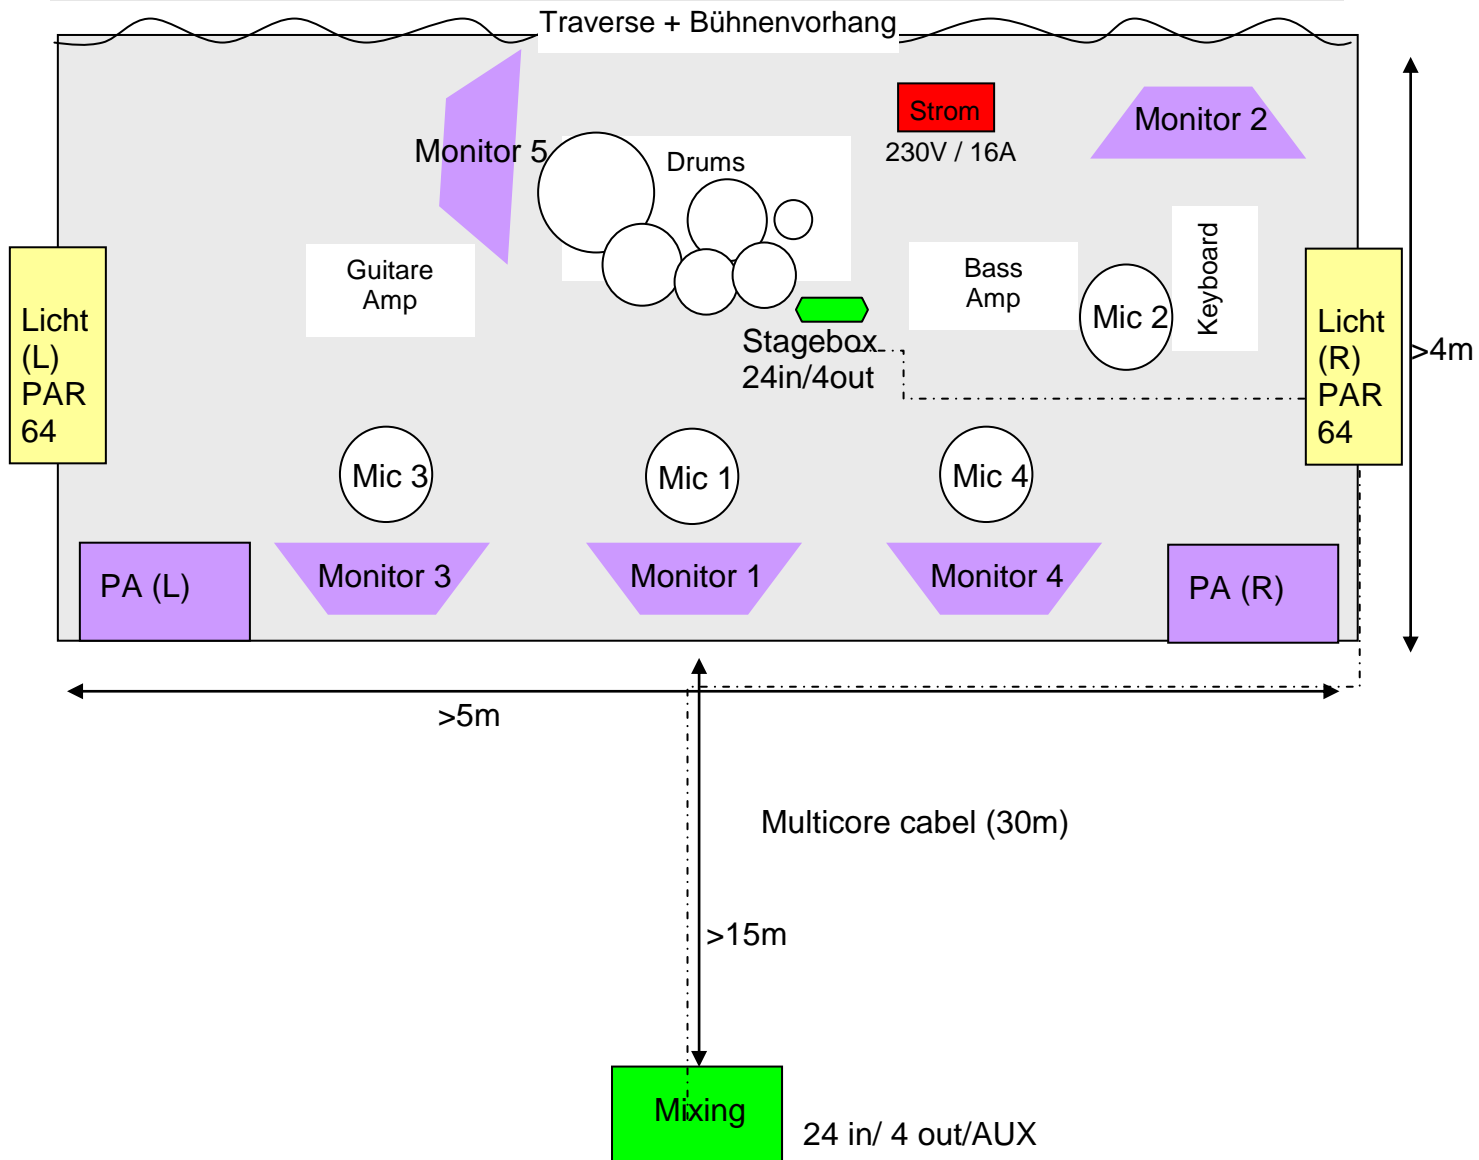 Traverse + Bühnenvorhang
Strom
230V / 16A
Monitor 2
Monitor 5
Drums
Guitare
Amp
Bass
Amp
Keyboard
Mic 2
Licht
(L)
PAR
64
Licht
(R)
PAR
64
>4m
Stagebox
24in/4out
Mic 3
Mic 1
Mic 4
PA (L)
Monitor 3
Monitor 1
Monitor 4
PA (R)
>5m
Multicore cabel (30m)
>15m
Mixing
24 in/ 4 out/AUX